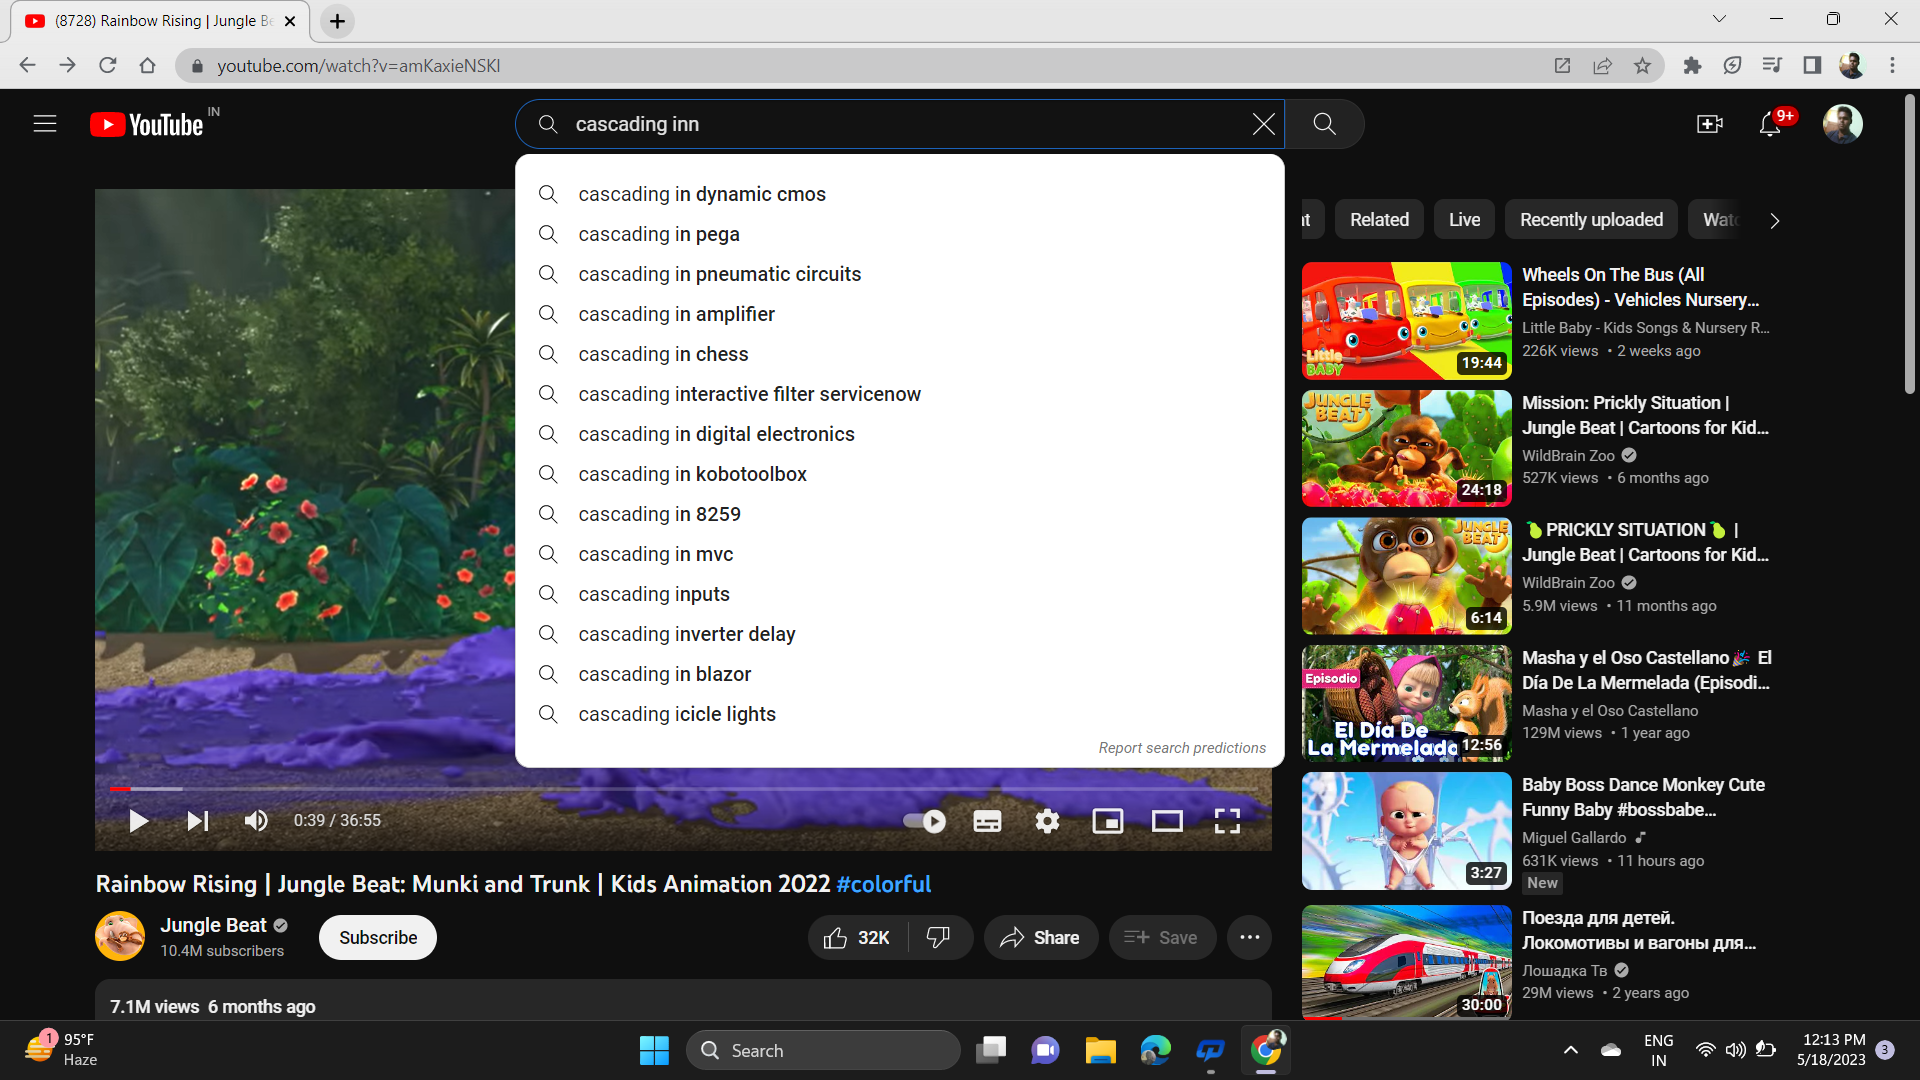 (8728) Rainbow Rising | Jungle Be
youtube.com/watch?v=amKaxieNSKI
YouTube IN
cascading inn
9+
cascading in dynamic cmos
cascading in pega
cascading in pneumatic circuits
cascading in amplifier
cascading in chess
cascading interactive filter servicenow
cascading in digital electronics
cascading in kobotoolbox
cascading in 8259
cascading in mvc
cascading inputs
cascading inverter delay
cascading in blazor
cascading icicle lights
Report search predictions
0:39 / 36:55
Rainbow Rising | Jungle Beat: Munki and Trunk | Kids Animation 2022 #colorful
Jungle Beat
10.4M subscribers
Subscribe
32K
Share
Save
7.1M views 6 months ago
Related
Live
Recently uploaded
Little BABY
19:44
Wheels On The Bus (All
Episodes) - Vehicles Nursery...
Little Baby - Kids Songs & Nursery R...
226K views • 2 weeks ago
JUNGLE BEAT
24:18
Mission: Prickly Situation |
Jungle Beat | Cartoons for Kid...
WildBrain Zoo
527K views • 6 months ago
JUNGLE BEAT
6:14
🍐PRICKLY SITUATION🍐 |
Jungle Beat | Cartoons for Kid...
WildBrain Zoo
5.9M views • 11 months ago
Episodio
El Día De
La Mermelada
12:56
Masha y el Oso Castellano🎉 El
Día De La Mermelada (Episodi...
Masha y el Oso Castellano
129M views • 1 year ago
3:27
Baby Boss Dance Monkey Cute
Funny Baby #bossbabe...
Miguel Gallardo
631K views • 11 hours ago
New
30:00
Поезда для детей.
Локомотивы и вагоны для...
Лошадка Тв
29M views • 2 years ago
1
95°F
Haze
Search
ENG
IN
12:13 PM
5/18/2023
3